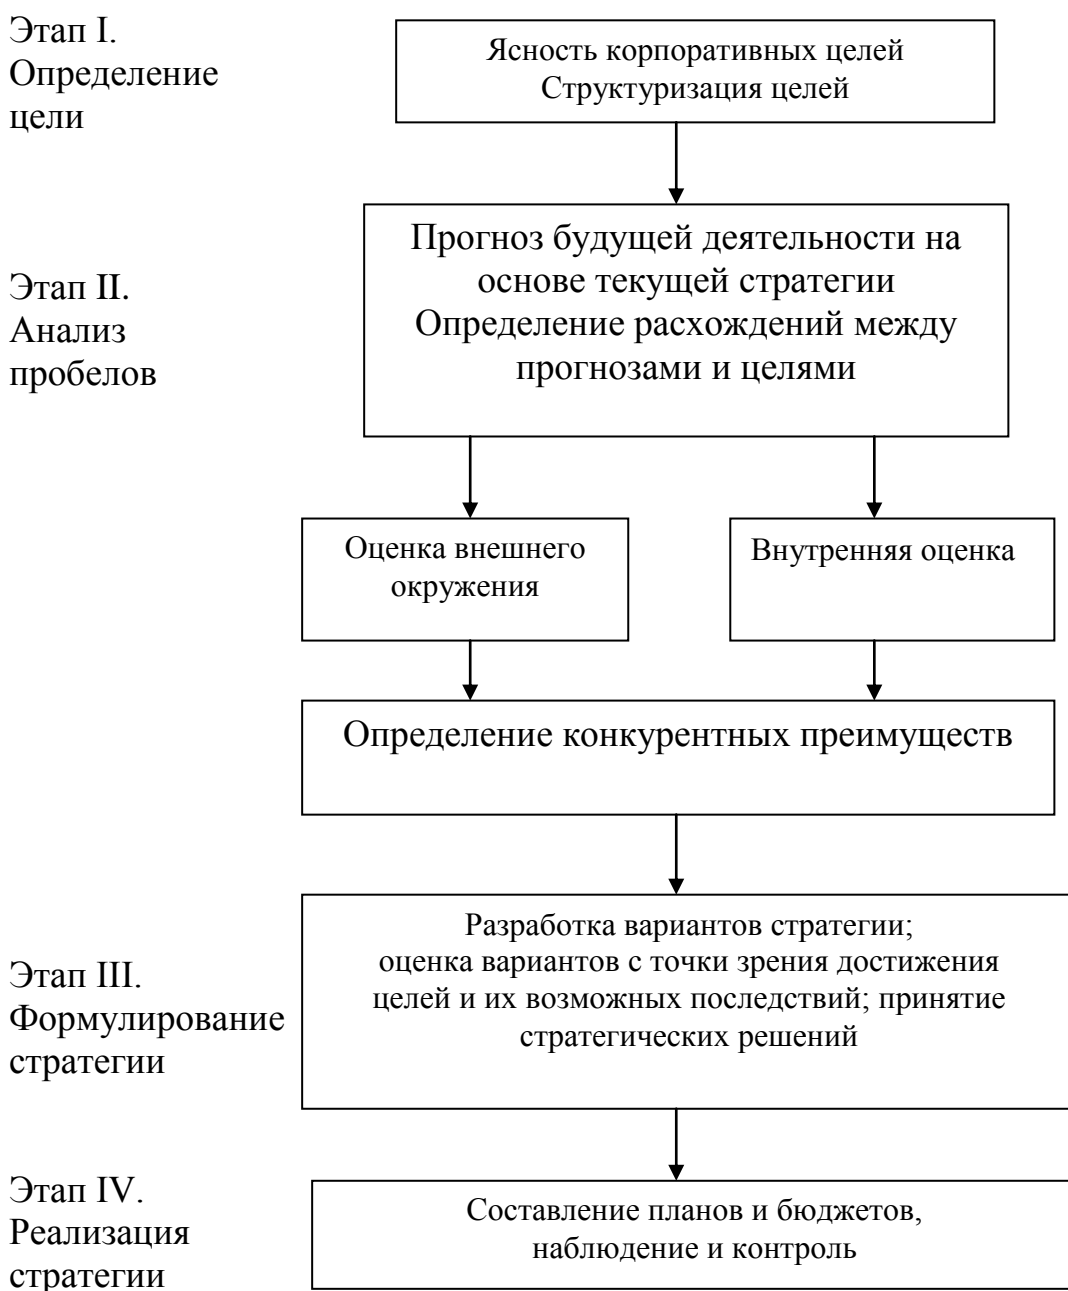 Этап I.
Определение
цели
Ясность корпоративных целей
Структуризация целей
Прогноз будущей деятельности на
основе текущей стратегии
Определение расхождений между
прогнозами и целями
Этап II.
Анализ
пробелов
Оценка внешнего
окружения
Внутренняя оценка
Определение конкурентных преимуществ
Разработка вариантов стратегии;
оценка вариантов с точки зрения достижения
целей и их возможных последствий; принятие
стратегических решений
Этап III.
Формулирование
стратегии
Этап IV.
Реализация
стратегии
Составление планов и бюджетов,
наблюдение и контроль